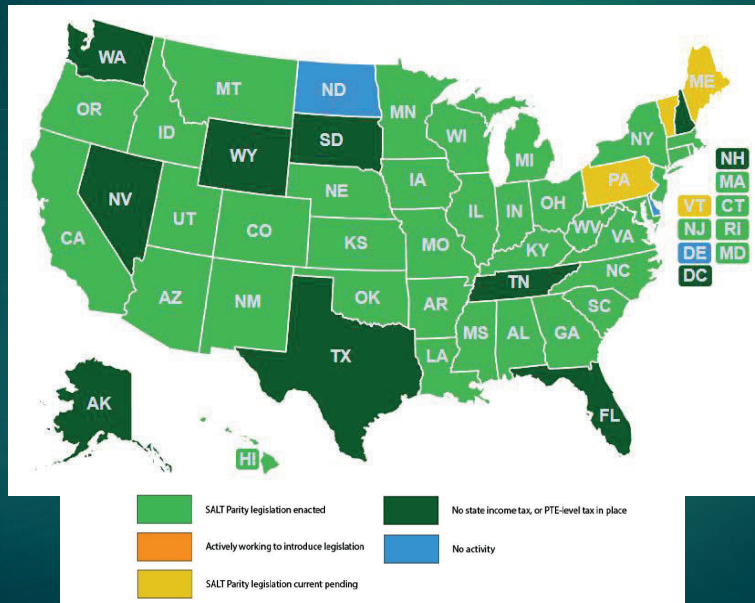 WA
MT
ND
MN
ME
OR
ID
SD
WI
NY
WY
MI
NH
NV
NE
IA
PA
MA
UT
CO
IL
IN
OH
VT
CT
CA
KS
MO
WV
VA
NJ
RI
KY
DE
MD
AZ
NM
OK
AR
TN
NC
DC
SC
MS
AL
GA
TX
LA
AK
FL
HI
SALT Parity legislation enacted
No state income tax, or PTE-level tax in place
Actively working to introduce legislation
No activity
SALT Parity legislation current pending